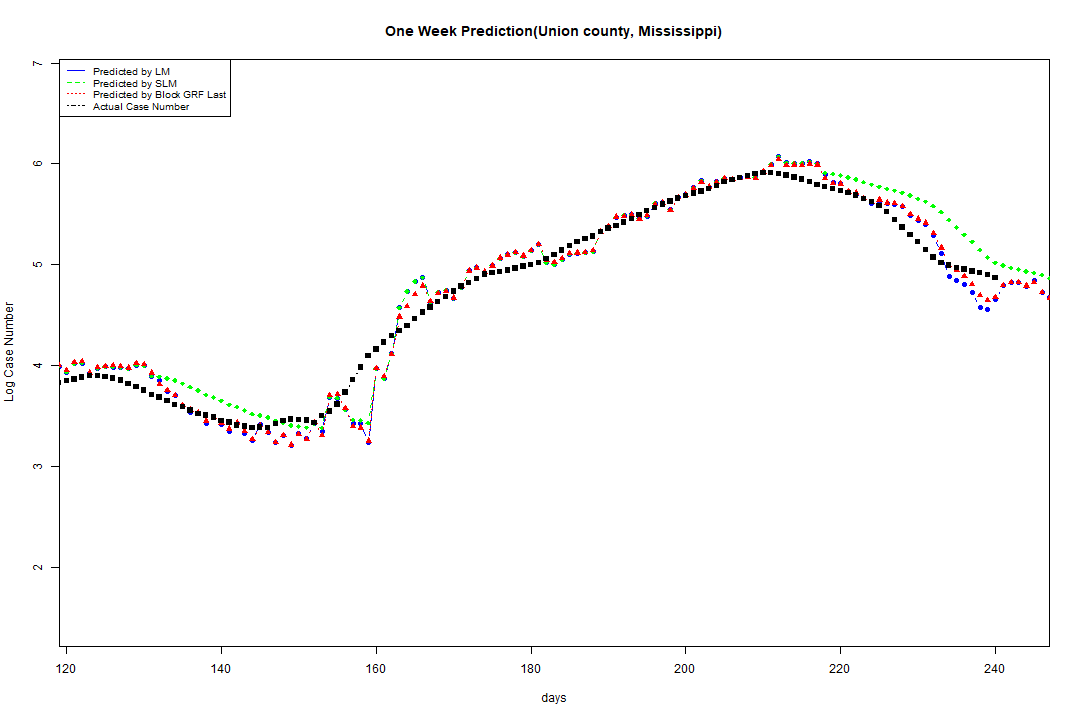 One Week Prediction(Union county, Mississippi)
Predicted by LM
Predicted by SLM
Predicted by Block GRF Last
Actual Case Number
7
6
5
4
3
2
Log Case Number
120 140 160 180 200 220 240
days